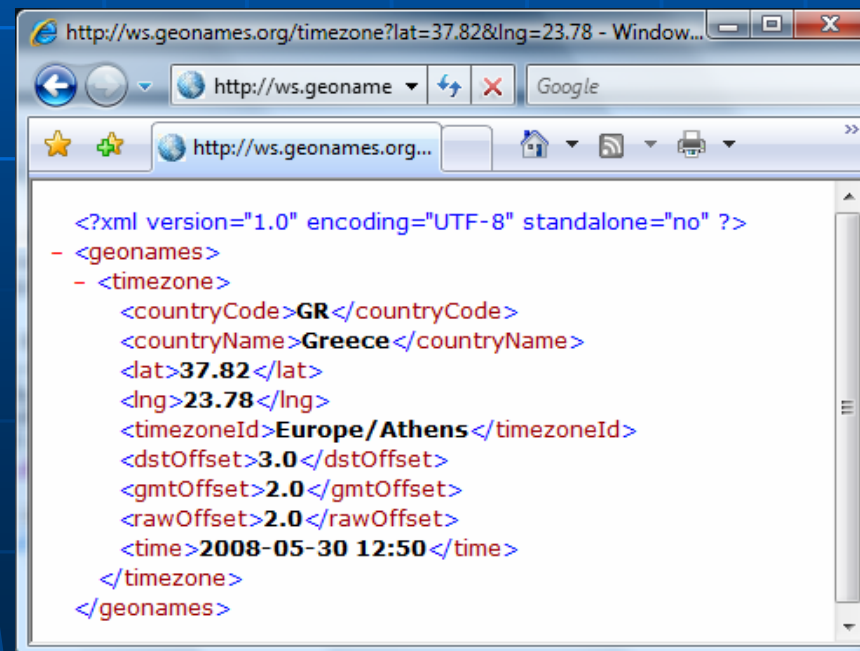 http://ws.geonames.org/timezone?lat=37.82&lng=23.78 - Window...
http://ws.geoname
Google
http://ws.geonames.org...
<?xml version="1.0" encoding="UTF-8" standalone="no" ?>
- <geonames>
- <timezone>
<countryCode>GR</countryCode>
<countryName>Greece</countryName>
<lat>37.82</lat>
<lng>23.78</lng>
<timezoneId>Europe/Athens</timezoneId>
<dstOffset>3.0</dstOffset>
<gmtOffset>2.0</gmtOffset>
<rawOffset>2.0</rawOffset>
<time>2008-05-30 12:50</time>
</timezone>
</geonames>